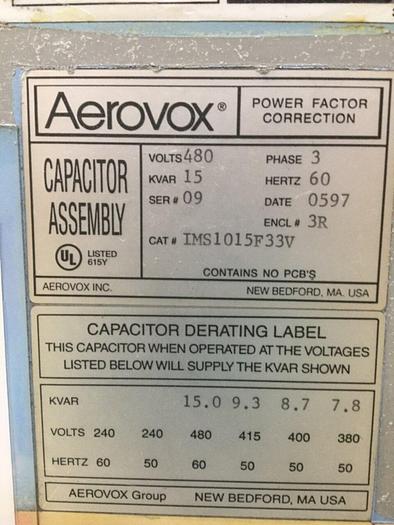 Aerovox®
POWER FACTOR
CORRECTION
CAPACITOR
ASSEMBLY
UL LISTED
615Y
VOLTS 480 PHASE 3
KVAR 15 HERTZ 60
SER # 09 DATE 0597
ENCL # 3R
CAT # IMS1015F33V
CONTAINS NO PCB'S
AEROVOX INC. NEW BEDFORD, MA. USA
CAPACITOR DERATING LABEL
THIS CAPACITOR WHEN OPERATED AT THE VOLTAGES
LISTED BELOW WILL SUPPLY THE KVAR SHOWN
KVAR 15.0 9.3 8.7 7.8
VOLTS 240 240 480 415 400 380
HERTZ 60 50 60 50 50 50
AEROVOX Group NEW BEDFORD, MA USA